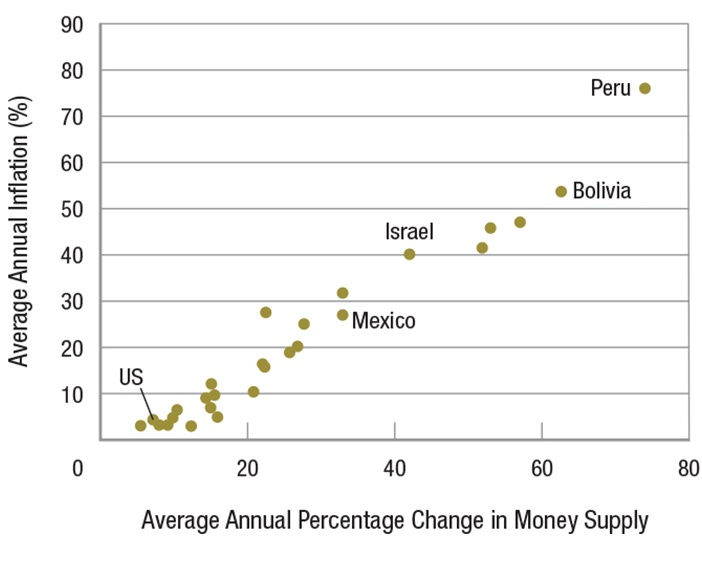 90
80
70
60
50
40
30
20
10
0
20
40
60
80
Average Annual Inflation (%)
Peru
Bolivia
Israel
Mexico
US
Average Annual Percentage Change in Money Supply